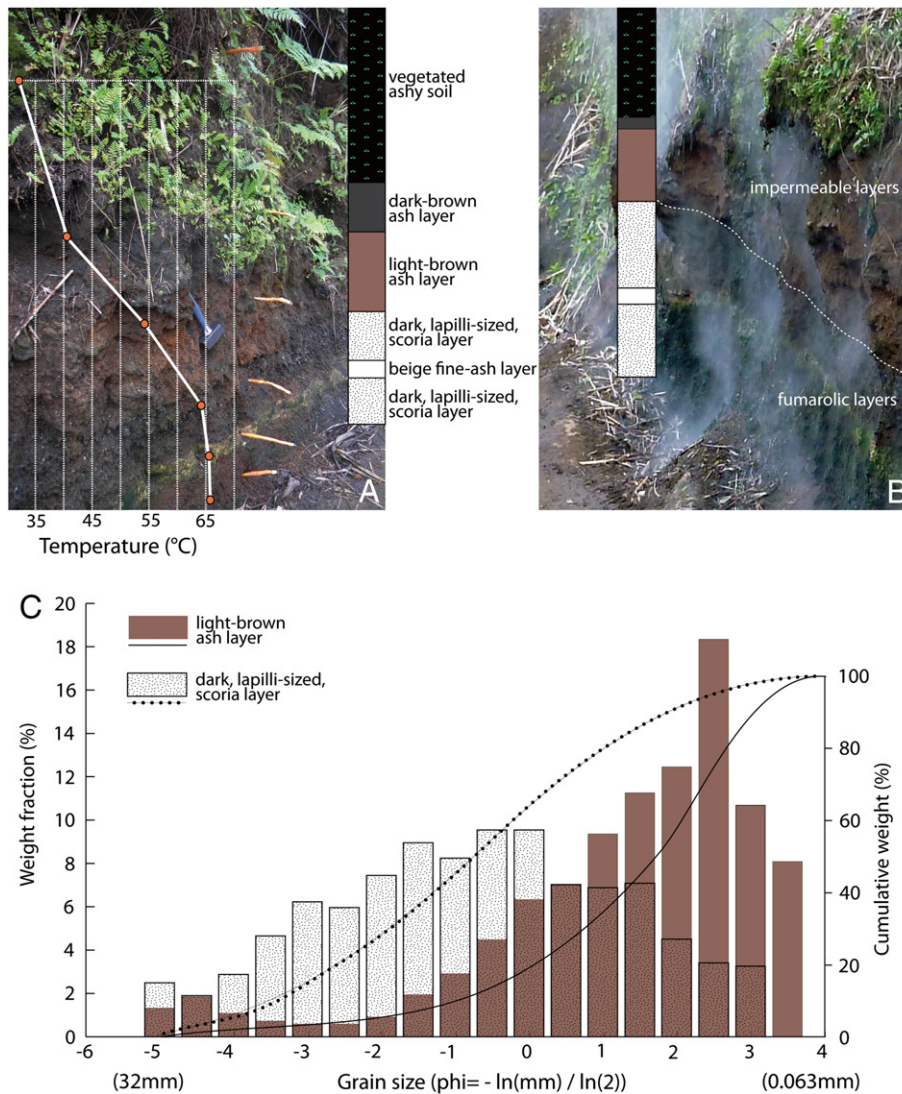 vegetated
ashy soil
dark-brown
ash layer
light-brown
ash layer
dark, lapilli-sized,
scoria layer
beige fine-ash layer
dark, lapilli-sized,
scoria layer
A
35 45 55 65
Temperature (°C)
impermeable layers
fumarolic layers
B
C
light-brown
ash layer
dark, lapilli-sized,
scoria layer
Weight fraction (%)
20
18
16
14
12
10
8
6
4
2
0
Cumulative weight (%)
100
80
60
40
20
0
-6 -5 -4 -3 -2 -1 0 1 2 3 4
(32mm) Grain size (phi= - ln(mm) / ln(2)) (0.063mm)